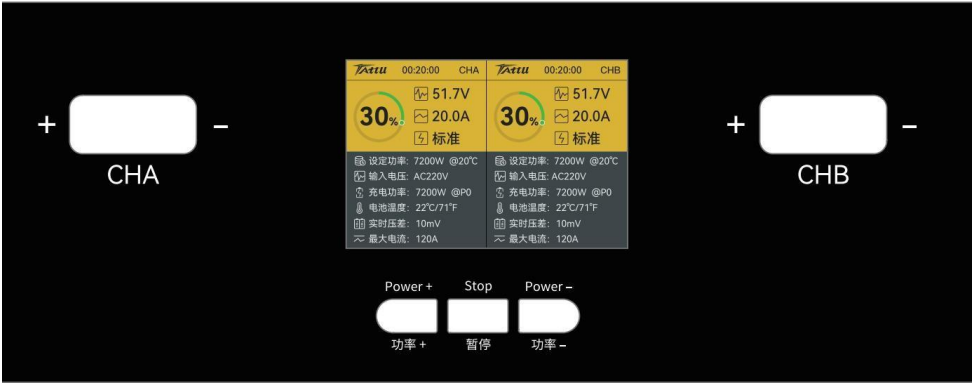 TATTU 00:20:00 CHA
30%
51.7V
20.0A
标准
设定功率: 7200W @20℃
输入电压: AC220V
充电功率: 7200W @P0
电池温度: 22℃/71℉
实时压差: 10mV
最大电流: 120A
TATTU 00:20:00 CHB
30%
51.7V
20.0A
标准
设定功率: 7200W @20℃
输入电压: AC220V
充电功率: 7200W @P0
电池温度: 22℃/71℉
实时压差: 10mV
最大电流: 120A
+ –
CHA
+ –
CHB
Power + Stop Power –
功率 + 暂停 功率 –